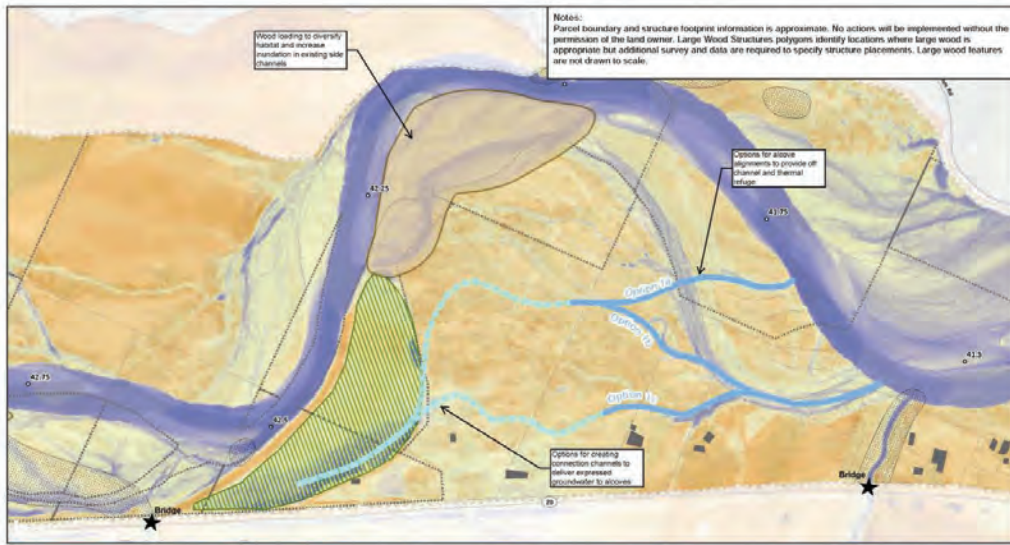 Notes:
Parcel boundary and structure footprint information is approximate. No actions will be implemented without the
permission of the land owner. Large Wood Structures polygons identify locations where large wood is
appropriate but additional survey and data are required to specify structure placements. Large wood features
are not drawn to scale.
Wood loading to diversify
habitat and increase
inundation in existing side
channels
Options for alcove
alignments to provide off
channel and thermal
refuge
42.25
41.75
Option
Option
41.5
42.75
Option
42.5
Options for creating
connection channels to
deliver expressed
groundwater to alcoves
Bridge
20
Bridge